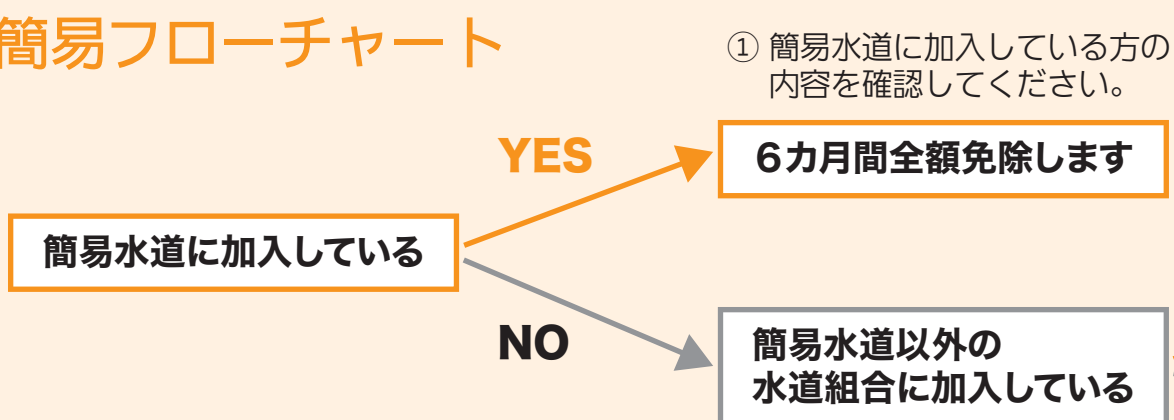 簡易フローチャート
① 簡易水道に加入している方の
内容を確認してください。
YES
6カ月間全額免除します
簡易水道に加入している
NO
簡易水道以外の
水道組合に加入している